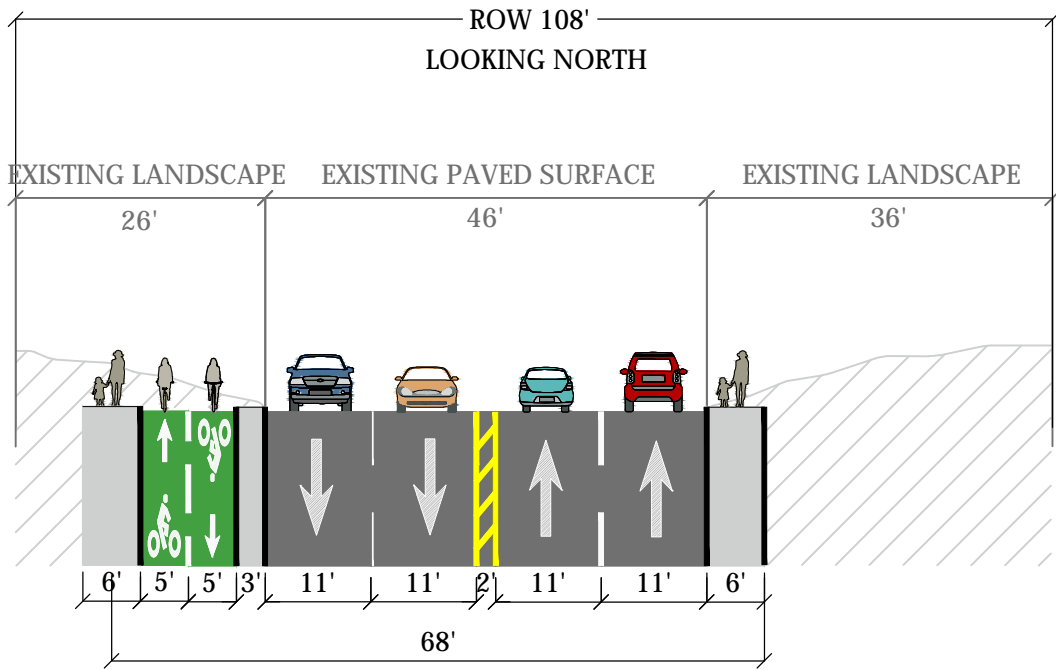 ROW 108'
LOOKING NORTH
EXISTING LANDSCAPE EXISTING PAVED SURFACE EXISTING LANDSCAPE
26' 46' 36'
6' 5' 5' 3' 11' 11' 2' 11' 11' 6'
68'